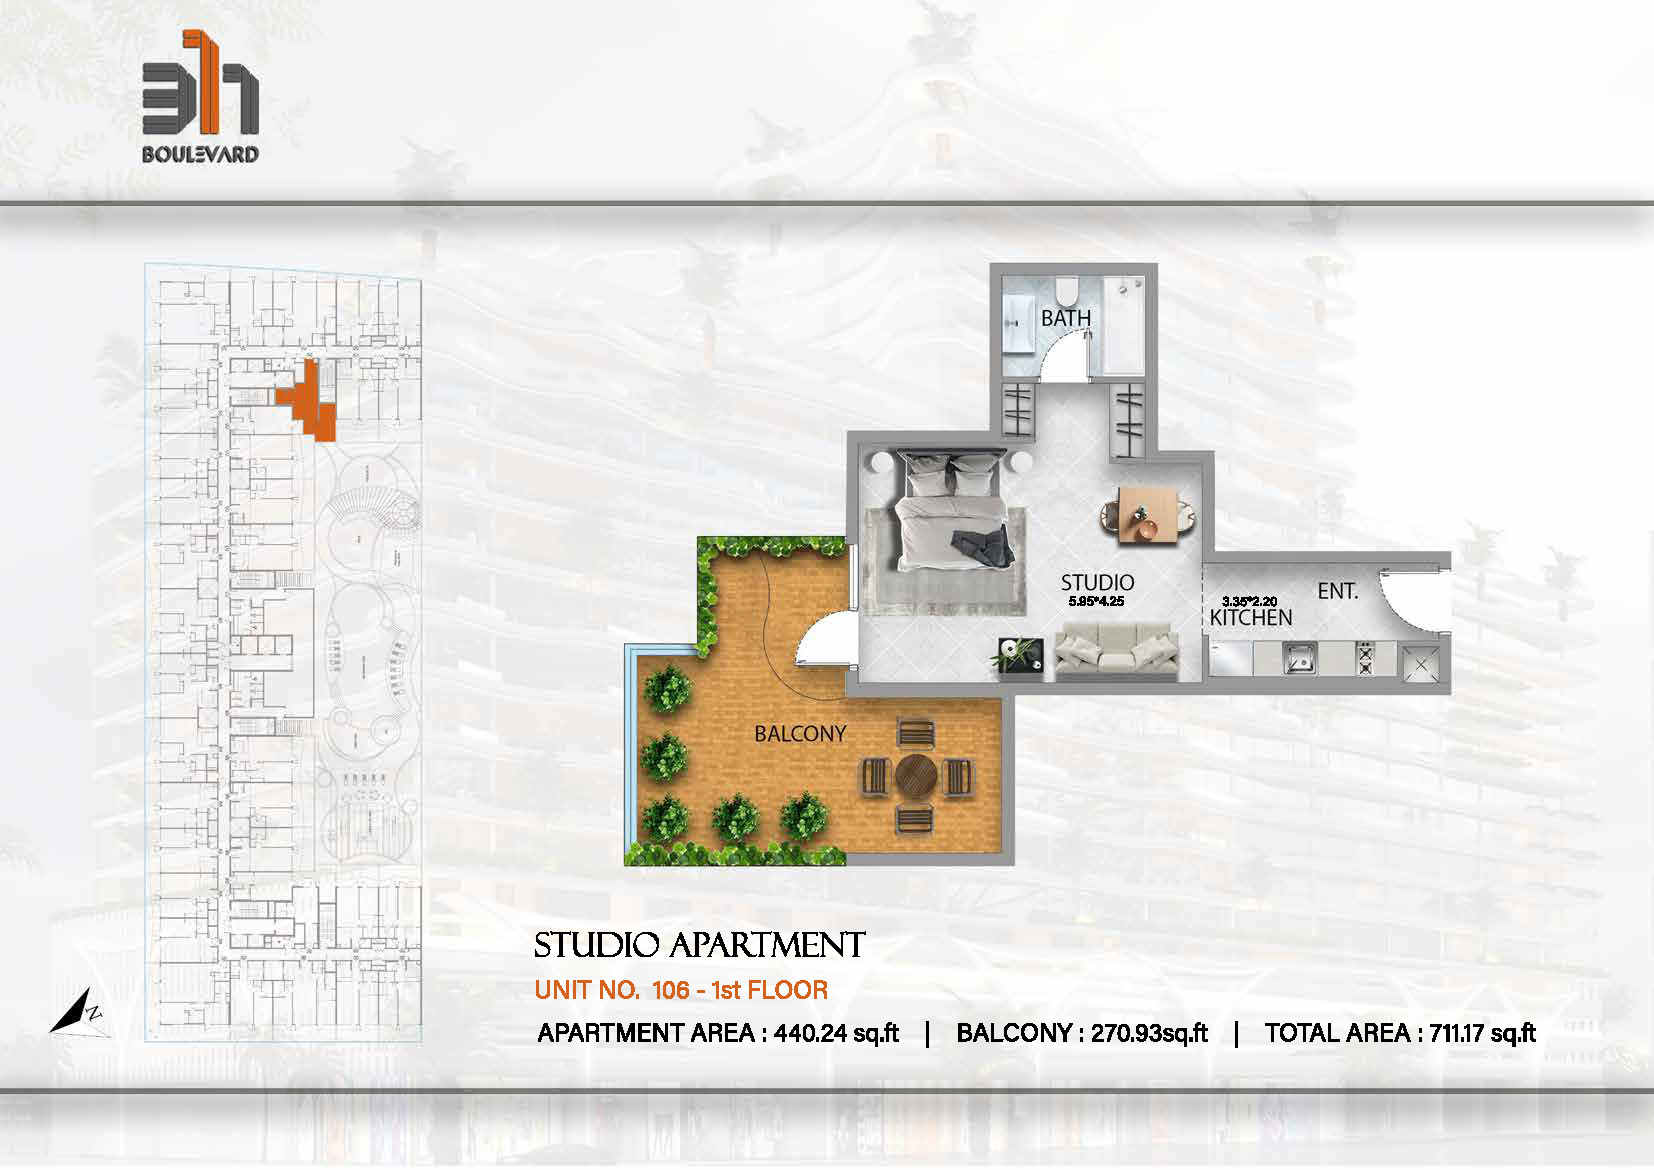 BOULEVARD
BATH
STUDIO
5.95*4.25
3.35*2.20
KITCHEN
ENT.
BALCONY
STUDIO APARTMENT
UNIT NO. 106 - 1st FLOOR
APARTMENT AREA : 440.24 sq.ft | BALCONY : 270.93sq.ft | TOTAL AREA : 711.17 sq.ft
N